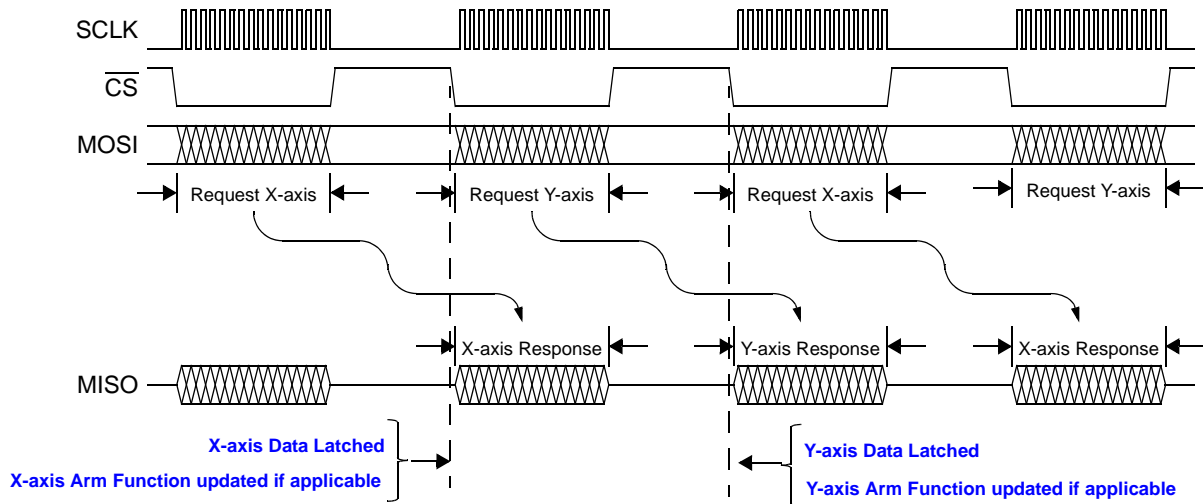 SCLK
CS
MOSI
Request X-axis
Request Y-axis
Request X-axis
Request Y-axis
X-axis Response
Y-axis Response
X-axis Response
MISO
X-axis Data Latched
X-axis Arm Function updated if applicable
Y-axis Data Latched
Y-axis Arm Function updated if applicable